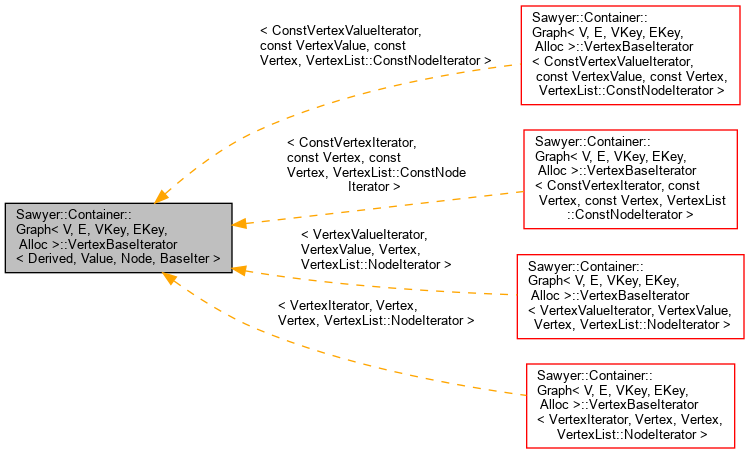 < ConstVertexValueIterator,
const VertexValue, const
Vertex, VertexList::ConstNodeIterator >
Sawyer::Container::
Graph< V, E, VKey, EKey,
Alloc >::VertexBaseIterator
< ConstVertexValueIterator,
const VertexValue, const Vertex,
VertexList::ConstNodeIterator >
< ConstVertexIterator,
const Vertex, const
Vertex, VertexList::ConstNode
Iterator >
Sawyer::Container::
Graph< V, E, VKey, EKey,
Alloc >::VertexBaseIterator
< ConstVertexIterator, const
Vertex, const Vertex, VertexList
::ConstNodeIterator >
Sawyer::Container::
Graph< V, E, VKey, EKey,
Alloc >::VertexBaseIterator
< Derived, Value, Node, BaseIter >
< VertexValueIterator,
VertexValue, Vertex,
VertexList::NodeIterator >
Sawyer::Container::
Graph< V, E, VKey, EKey,
Alloc >::VertexBaseIterator
< VertexValueIterator, VertexValue,
Vertex, VertexList::NodeIterator >
< VertexIterator, Vertex,
Vertex, VertexList::NodeIterator >
Sawyer::Container::
Graph< V, E, VKey, EKey,
Alloc >::VertexBaseIterator
< VertexIterator, Vertex, Vertex,
VertexList::NodeIterator >